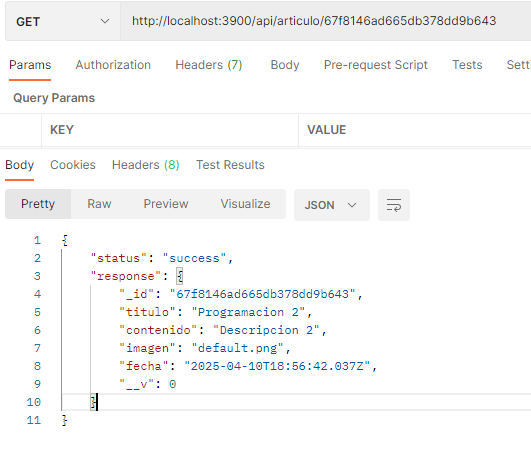 GET http://localhost:3900/api/articulo/67f8146ad665db378dd9b643
Params Authorization Headers (7) Body Pre-request Script Tests Sett
Query Params
KEY VALUE
Body Cookies Headers (8) Test Results
Pretty Raw Preview Visualize JSON
1 {
2 "status": "success",
3 "response": {
4 "_id": "67f8146ad665db378dd9b643",
5 "titulo": "Programacion 2",
6 "contenido": "Descripcion 2",
7 "imagen": "default.png",
8 "fecha": "2025-04-10T18:56:42.037Z",
9 "__v": 0
10 }
11 }